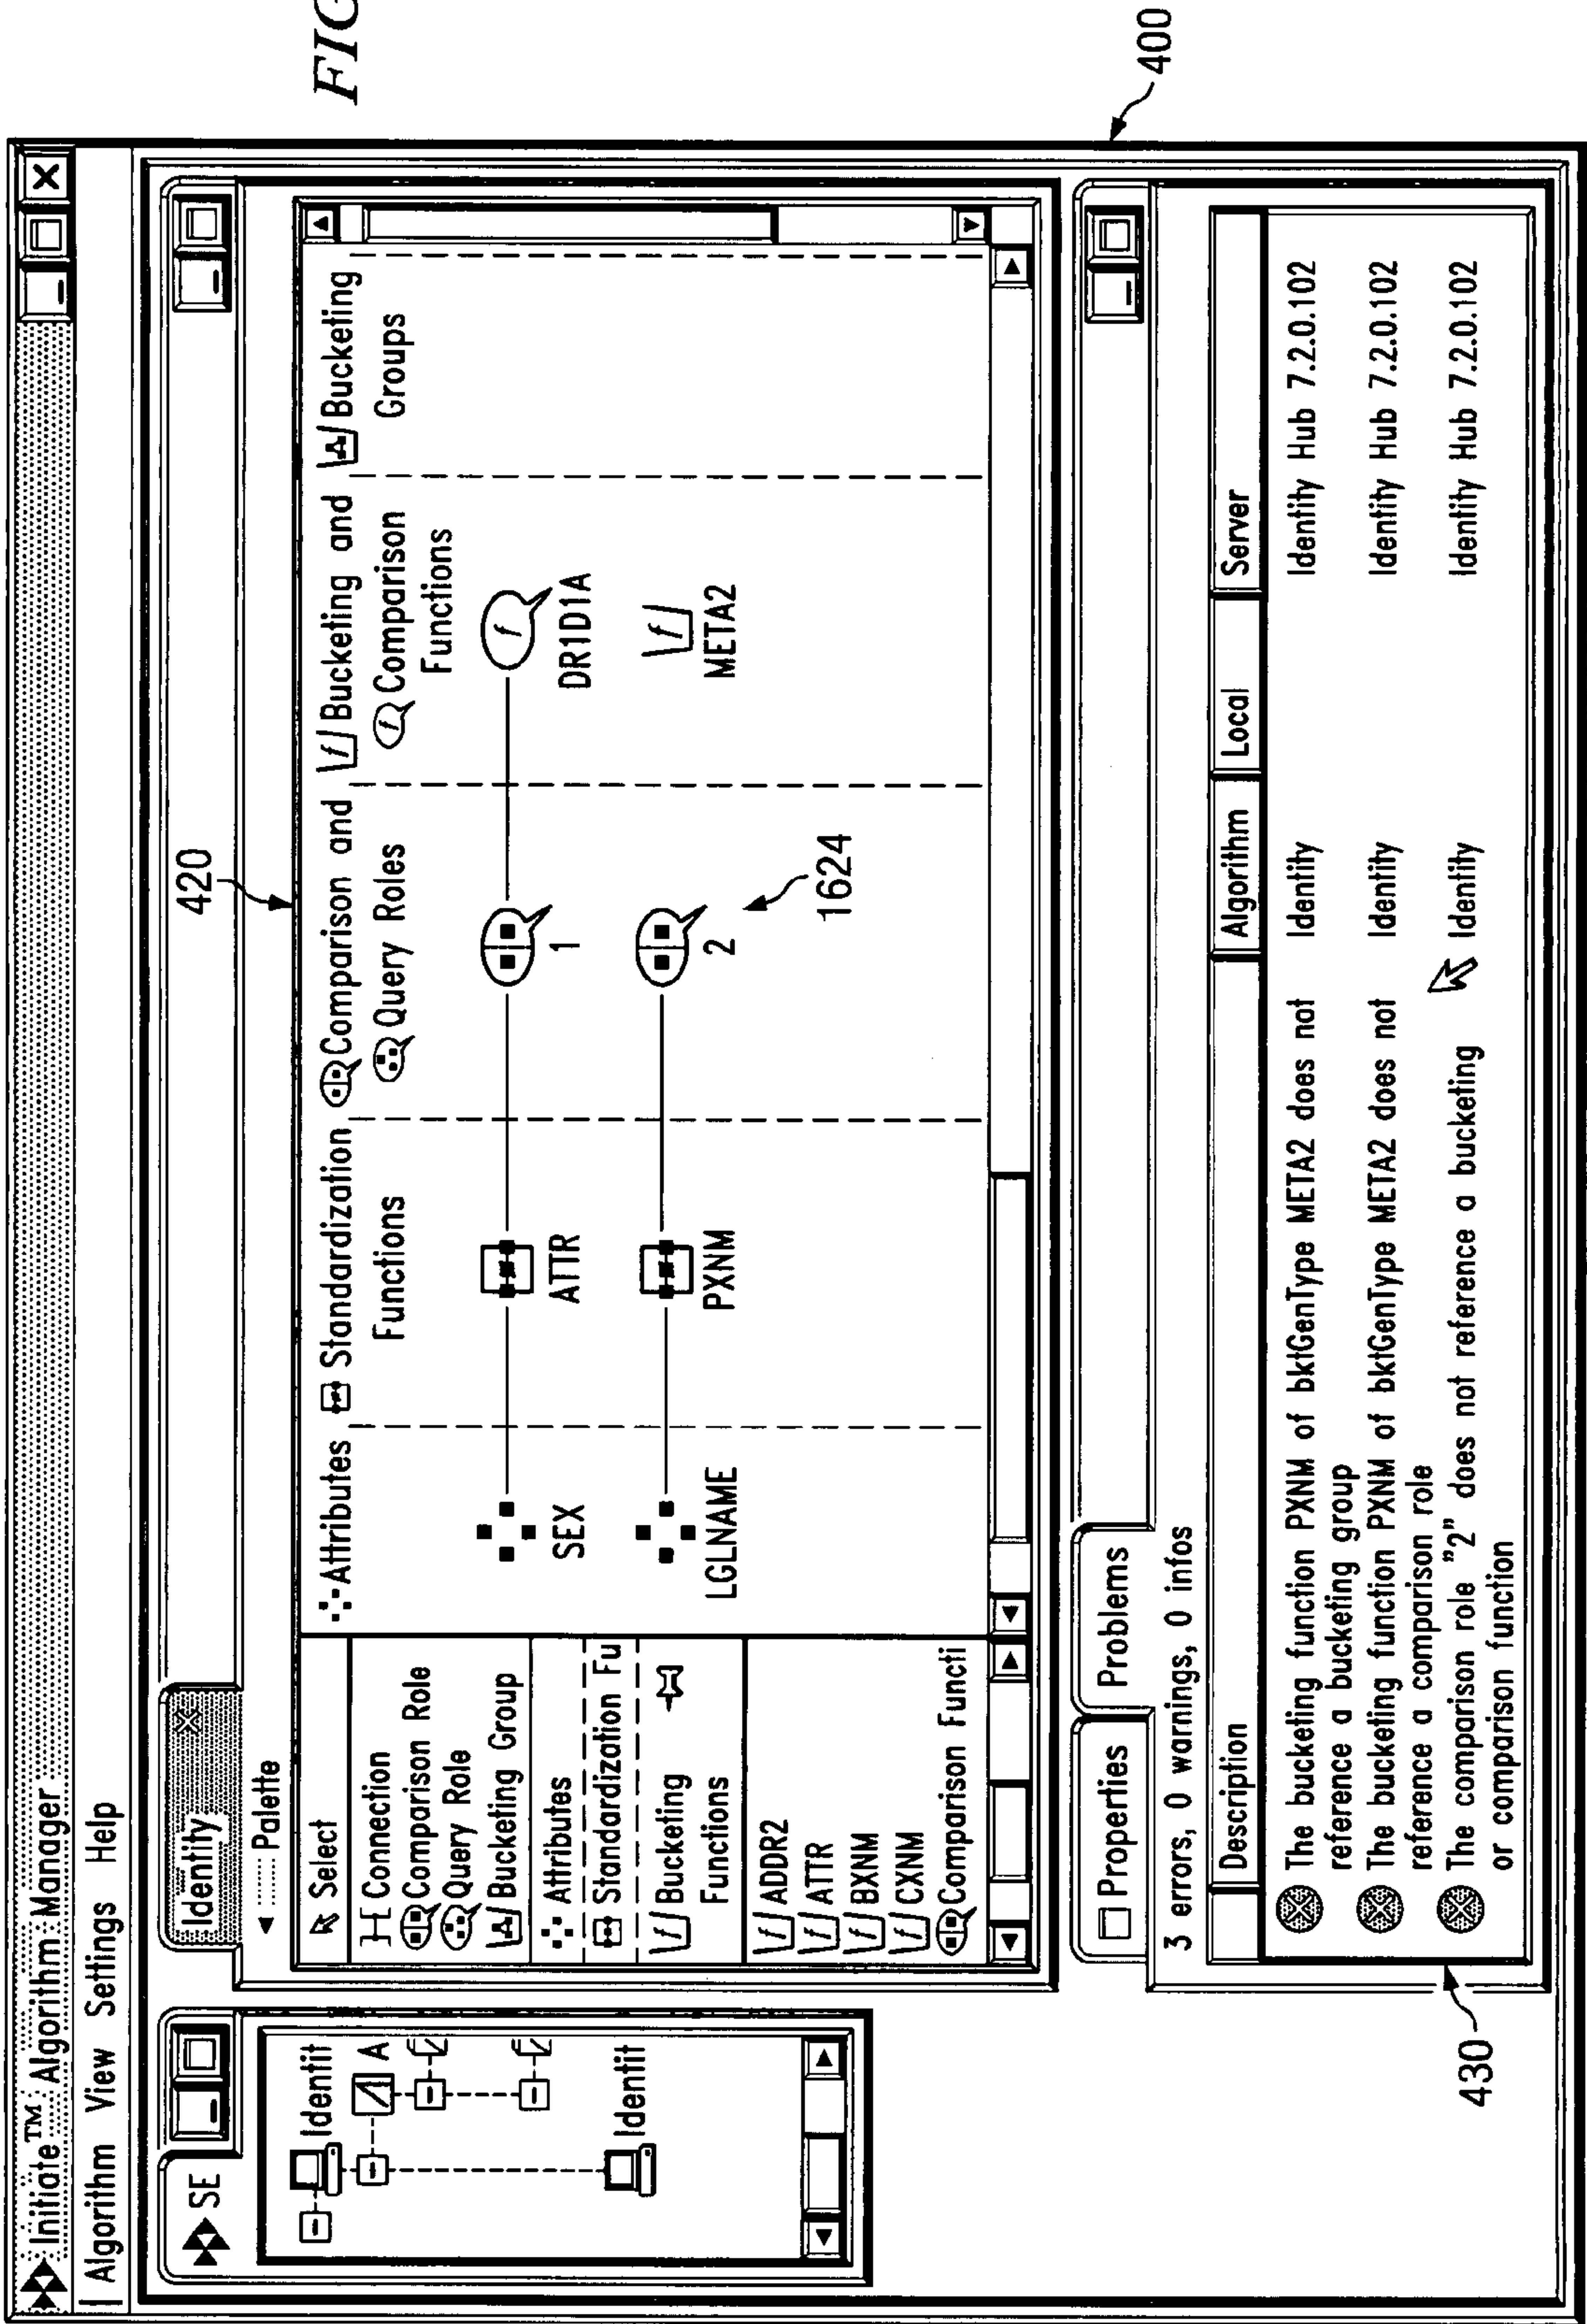 FIG
Initiate™ Algorithm Manager
Algorithm View Settings Help
SE
Identit
A
Identit
Identity
420
Palette
Select
Connection
Comparison Role
Query Role
Bucketing Group
Attributes
Standardization Fu
Bucketing
Functions
ADDR2
ATTR
BXNM
CXNM
Comparison Functi
Attributes
Standardization
Functions
Comparison and
Query Roles
Bucketing and
Comparison
Functions
Bucketing
Groups
SEX
ATTR
1
DR1D1A
LGLNAME
PXNM
2
META2
1624
400
Properties
Problems
3 errors, 0 warnings, 0 infos
Description Algorithm Local Server
The bucketing function PXNM of bktGenType META2 does not Identity Identity Hub 7.2.0.102
reference a bucketing group
The bucketing function PXNM of bktGenType META2 does not Identity Identity Hub 7.2.0.102
reference a comparison role
The comparison role "2" does not reference a bucketing Identity Identity Hub 7.2.0.102
or comparison function
430